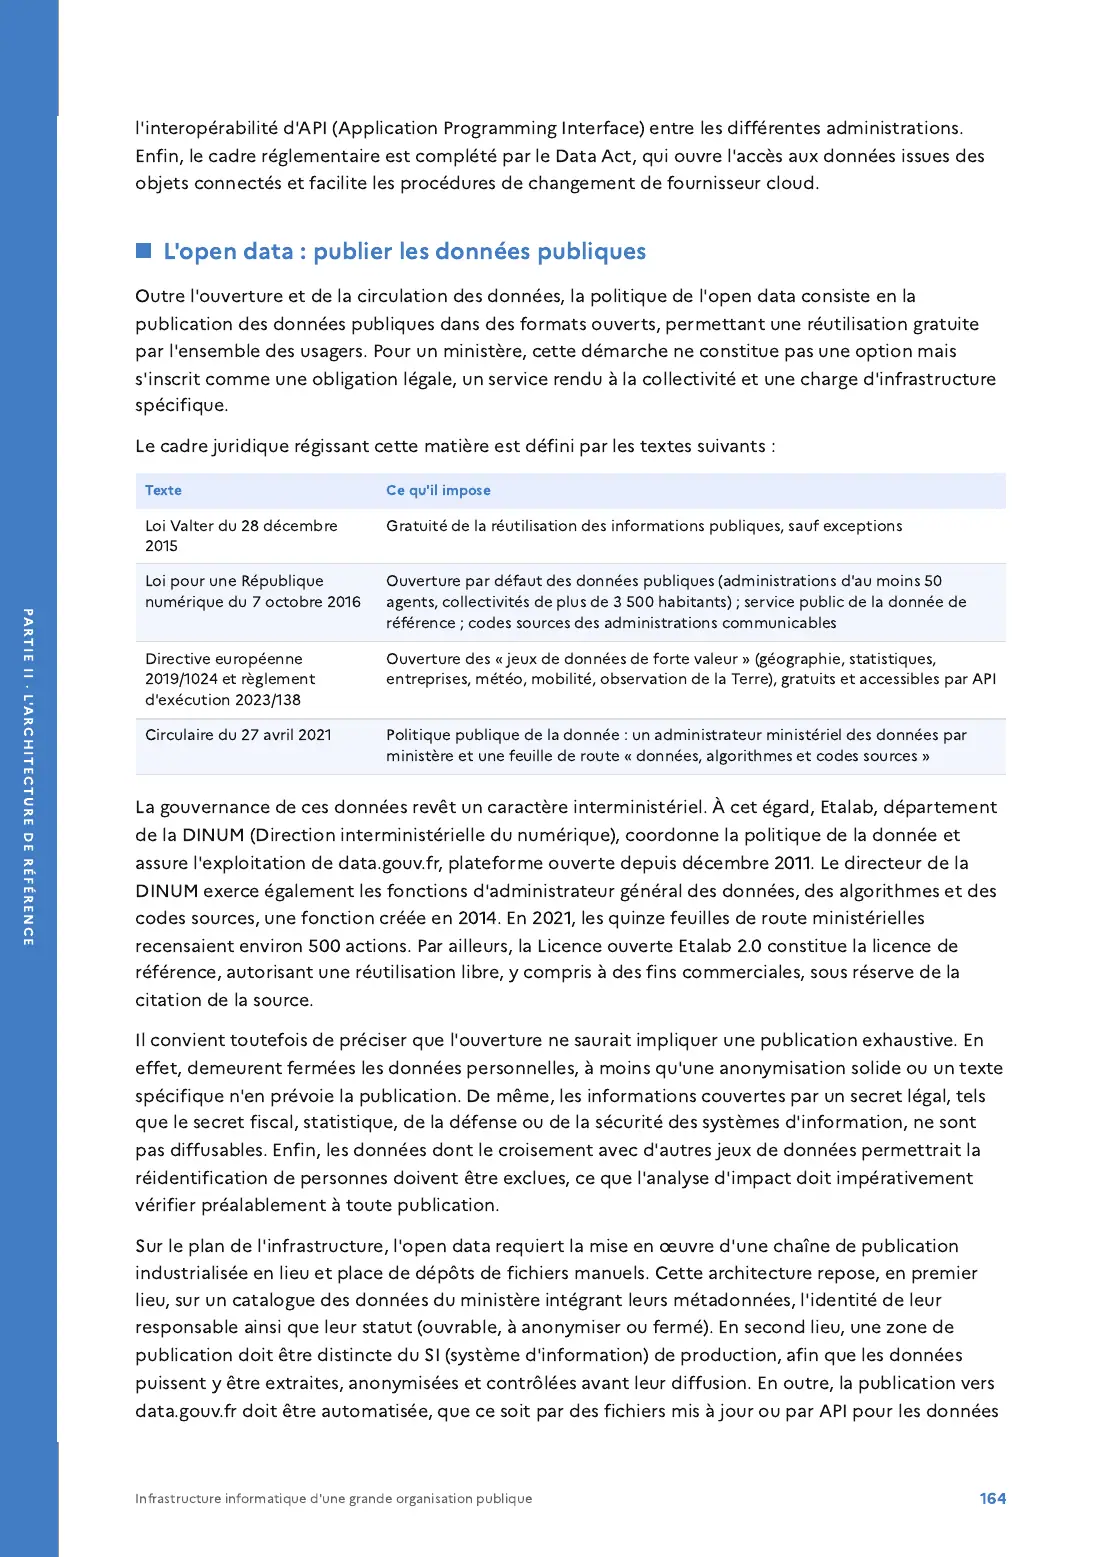 l'interopérabilité d'API (Application Programming Interface) entre les différentes administrations.
Enfin, le cadre réglementaire est complété par le Data Act, qui ouvre l'accès aux données issues des
objets connectés et facilite les procédures de changement de fournisseur cloud.
L'open data : publier les données publiques
Outre l'ouverture et de la circulation des données, la politique de l'open data consiste en la
publication des données publiques dans des formats ouverts, permettant une réutilisation gratuite
par l'ensemble des usagers. Pour un ministère, cette démarche ne constitue pas une option mais
s'inscrit comme une obligation légale, un service rendu à la collectivité et une charge d'infrastructure
spécifique.
Le cadre juridique régissant cette matière est défini par les textes suivants :
Texte
Ce qu'il impose
Loi Valter du 28 décembre
2015
Gratuité de la réutilisation des informations publiques, sauf exceptions
Loi pour une République
numérique du 7 octobre 2016
Ouverture par défaut des données publiques (administrations d'au moins 50
agents, collectivités de plus de 3 500 habitants) ; service public de la donnée de
référence ; codes sources des administrations communicables
Directive européenne
2019/1024 et règlement
d'exécution 2023/138
Ouverture des « jeux de données de forte valeur » (géographie, statistiques,
entreprises, météo, mobilité, observation de la Terre), gratuits et accessibles par API
Circulaire du 27 avril 2021
Politique publique de la donnée : un administrateur ministériel des données par
ministère et une feuille de route « données, algorithmes et codes sources »
La gouvernance de ces données revêt un caractère interministériel. À cet égard, Etalab, département
de la DINUM (Direction interministérielle du numérique), coordonne la politique de la donnée et
assure l'exploitation de data.gouv.fr, plateforme ouverte depuis décembre 2011. Le directeur de la
DINUM exerce également les fonctions d'administrateur général des données, des algorithmes et des
codes sources, une fonction créée en 2014. En 2021, les quinze feuilles de route ministérielles
recensaient environ 500 actions. Par ailleurs, la Licence ouverte Etalab 2.0 constitue la licence de
référence, autorisant une réutilisation libre, y compris à des fins commerciales, sous réserve de la
citation de la source.
Il convient toutefois de préciser que l'ouverture ne saurait impliquer une publication exhaustive. En
effet, demeurent fermées les données personnelles, à moins qu'une anonymisation solide ou un texte
spécifique n'en prévoie la publication. De même, les informations couvertes par un secret légal, tels
que le secret fiscal, statistique, de la défense ou de la sécurité des systèmes d'information, ne sont
pas diffusables. Enfin, les données dont le croisement avec d'autres jeux de données permettrait la
réidentification de personnes doivent être exclues, ce que l'analyse d'impact doit impérativement
vérifier préalablement à toute publication.
Sur le plan de l'infrastructure, l'open data requiert la mise en œuvre d'une chaîne de publication
industrialisée en lieu et place de dépôts de fichiers manuels. Cette architecture repose, en premier
lieu, sur un catalogue des données du ministère intégrant leurs métadonnées, l'identité de leur
responsable ainsi que leur statut (ouvrable, à anonymiser ou fermé). En second lieu, une zone de
publication doit être distincte du SI (système d'information) de production, afin que les données
puissent y être extraites, anonymisées et contrôlées avant leur diffusion. En outre, la publication vers
data.gouv.fr doit être automatisée, que ce soit par des fichiers mis à jour ou par API pour les données
PARTIE II · L'ARCHITECTURE DE RÉFÉRENCE
Infrastructure informatique d'une grande organisation publique
164